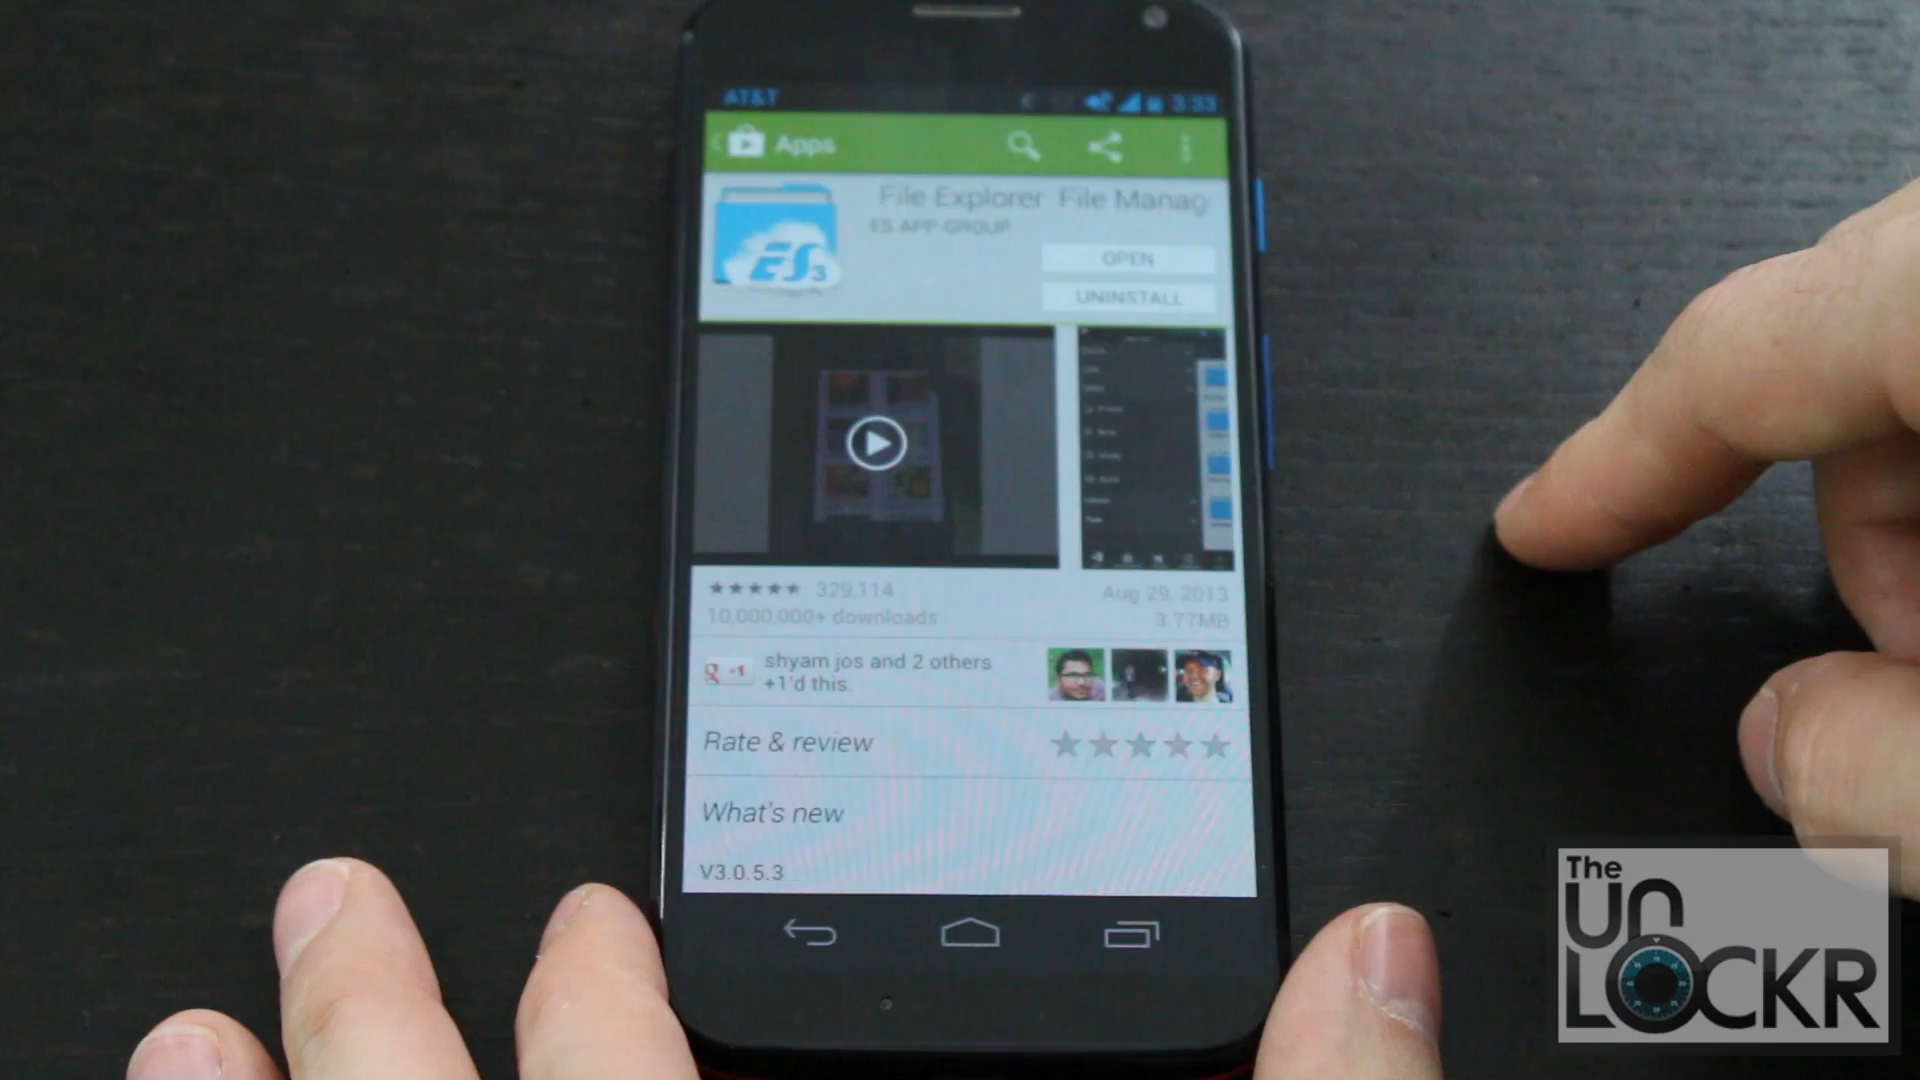 AT&T 3:33
Apps
File Explorer File Manag
ES APP GROUP
ES3
OPEN
UNINSTALL
329,114
Aug 29, 2013
10,000,000+ downloads
3.77MB
g +1
shyam jos and 2 others
+1'd this.
Rate & review
What's new
V3.0.5.3
The
UNLOCKR